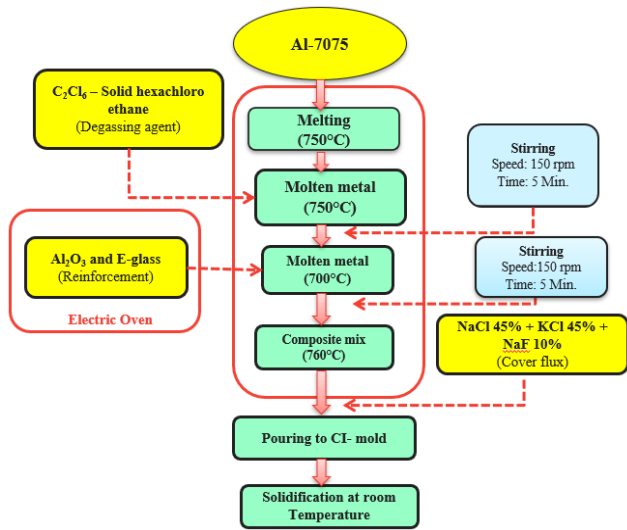 Al-7075
C₂Cl₆ – Solid hexachloro
ethane
(Degassing agent)
Melting
(750°C)
Stirring
Speed: 150 rpm
Time: 5 Min.
Molten metal
(750°C)
Al₂O₃ and E-glass
(Reinforcement)
Electric Oven
Molten metal
(700°C)
Stirring
Speed:150 rpm
Time: 5 Min.
Composite mix
(760°C)
NaCl 45% + KCl 45% +
NaF 10%
(Cover flux)
Pouring to CI- mold
Solidification at room
Temperature